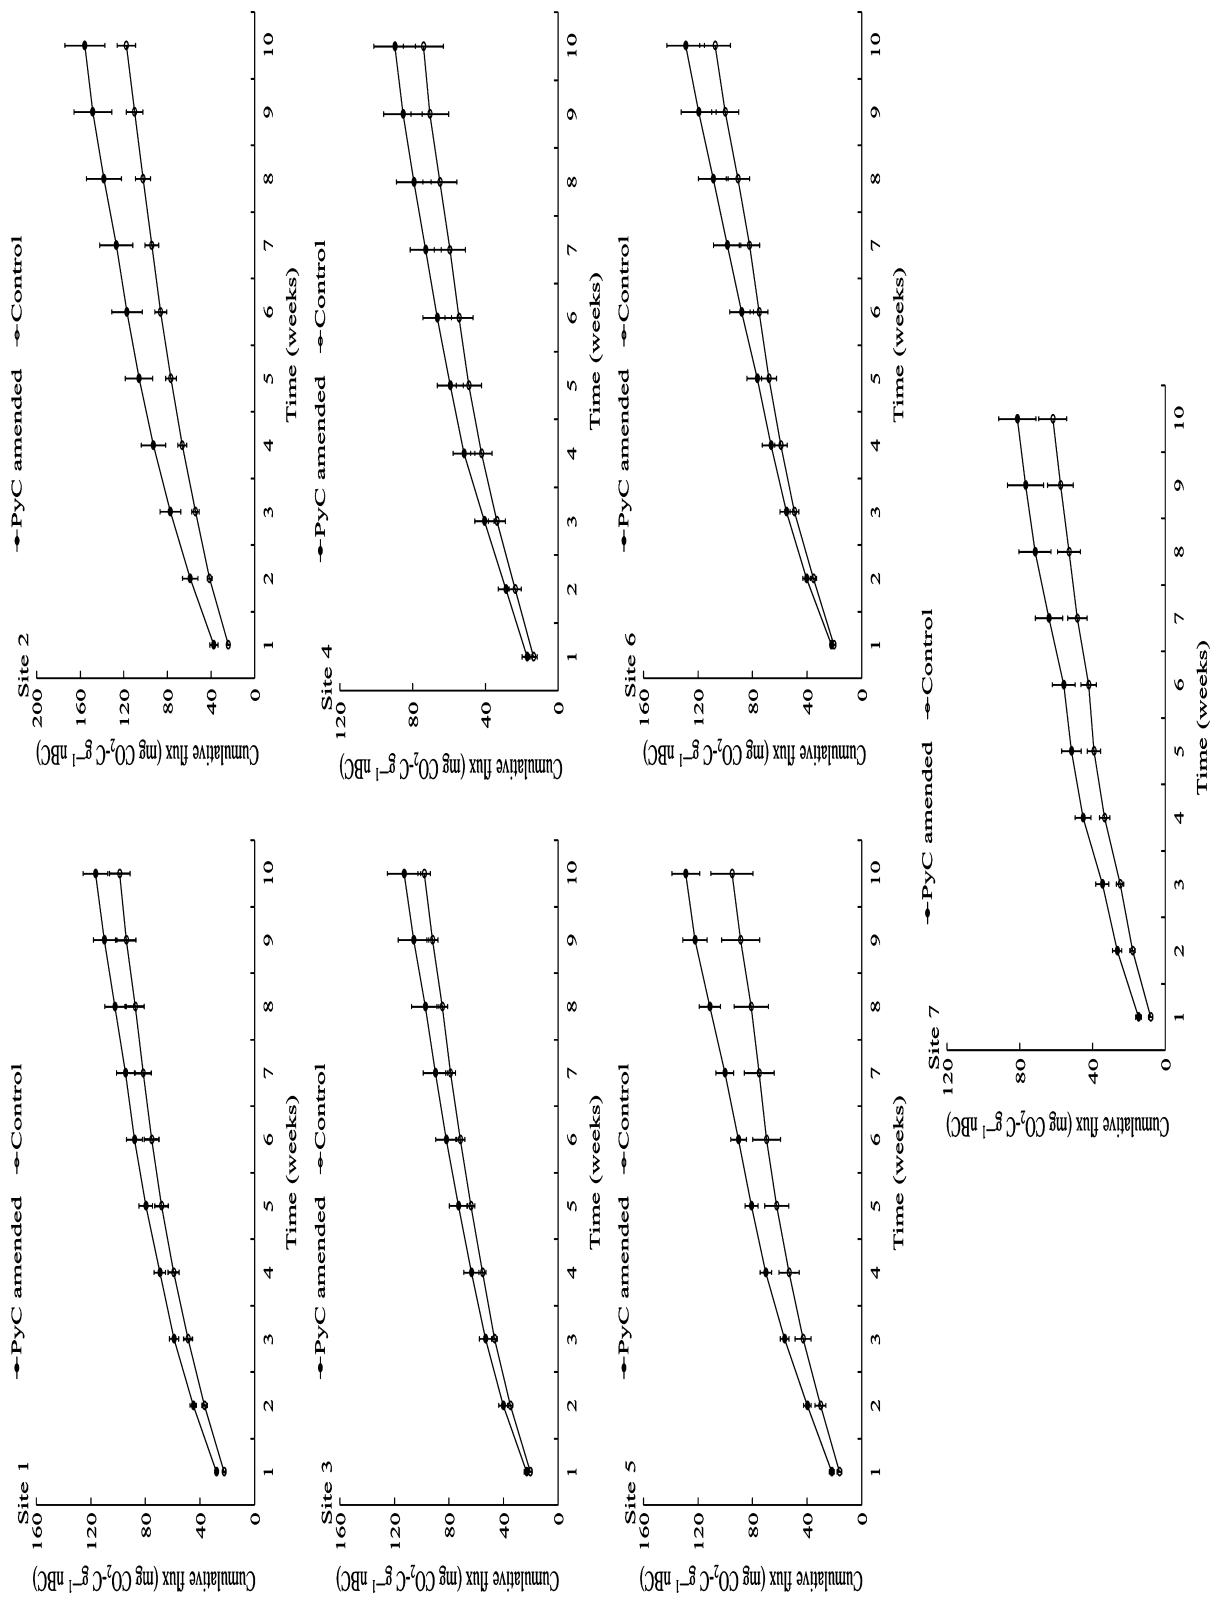 Site 1
PyC amended Control
160
120
80
40
0
Cumulative flux (mg CO₂-C g⁻¹ nBC)
1 2 3 4 5 6 7 8 9 10
Time (weeks)
Site 2
PyC amended Control
200
160
120
80
40
0
Cumulative flux (mg CO₂-C g⁻¹ nBC)
1 2 3 4 5 6 7 8 9 10
Time (weeks)
Site 3
PyC amended Control
160
120
80
40
0
Cumulative flux (mg CO₂-C g⁻¹ nBC)
1 2 3 4 5 6 7 8 9 10
Time (weeks)
Site 4
PyC amended Control
120
80
40
0
Cumulative flux (mg CO₂-C g⁻¹ nBC)
1 2 3 4 5 6 7 8 9 10
Time (weeks)
Site 5
PyC amended Control
160
120
80
40
0
Cumulative flux (mg CO₂-C g⁻¹ nBC)
1 2 3 4 5 6 7 8 9 10
Time (weeks)
Site 6
PyC amended Control
160
120
80
40
0
Cumulative flux (mg CO₂-C g⁻¹ nBC)
1 2 3 4 5 6 7 8 9 10
Time (weeks)
Site 7
PyC amended Control
120
80
40
0
Cumulative flux (mg CO₂-C g⁻¹ nBC)
1 2 3 4 5 6 7 8 9 10
Time (weeks)